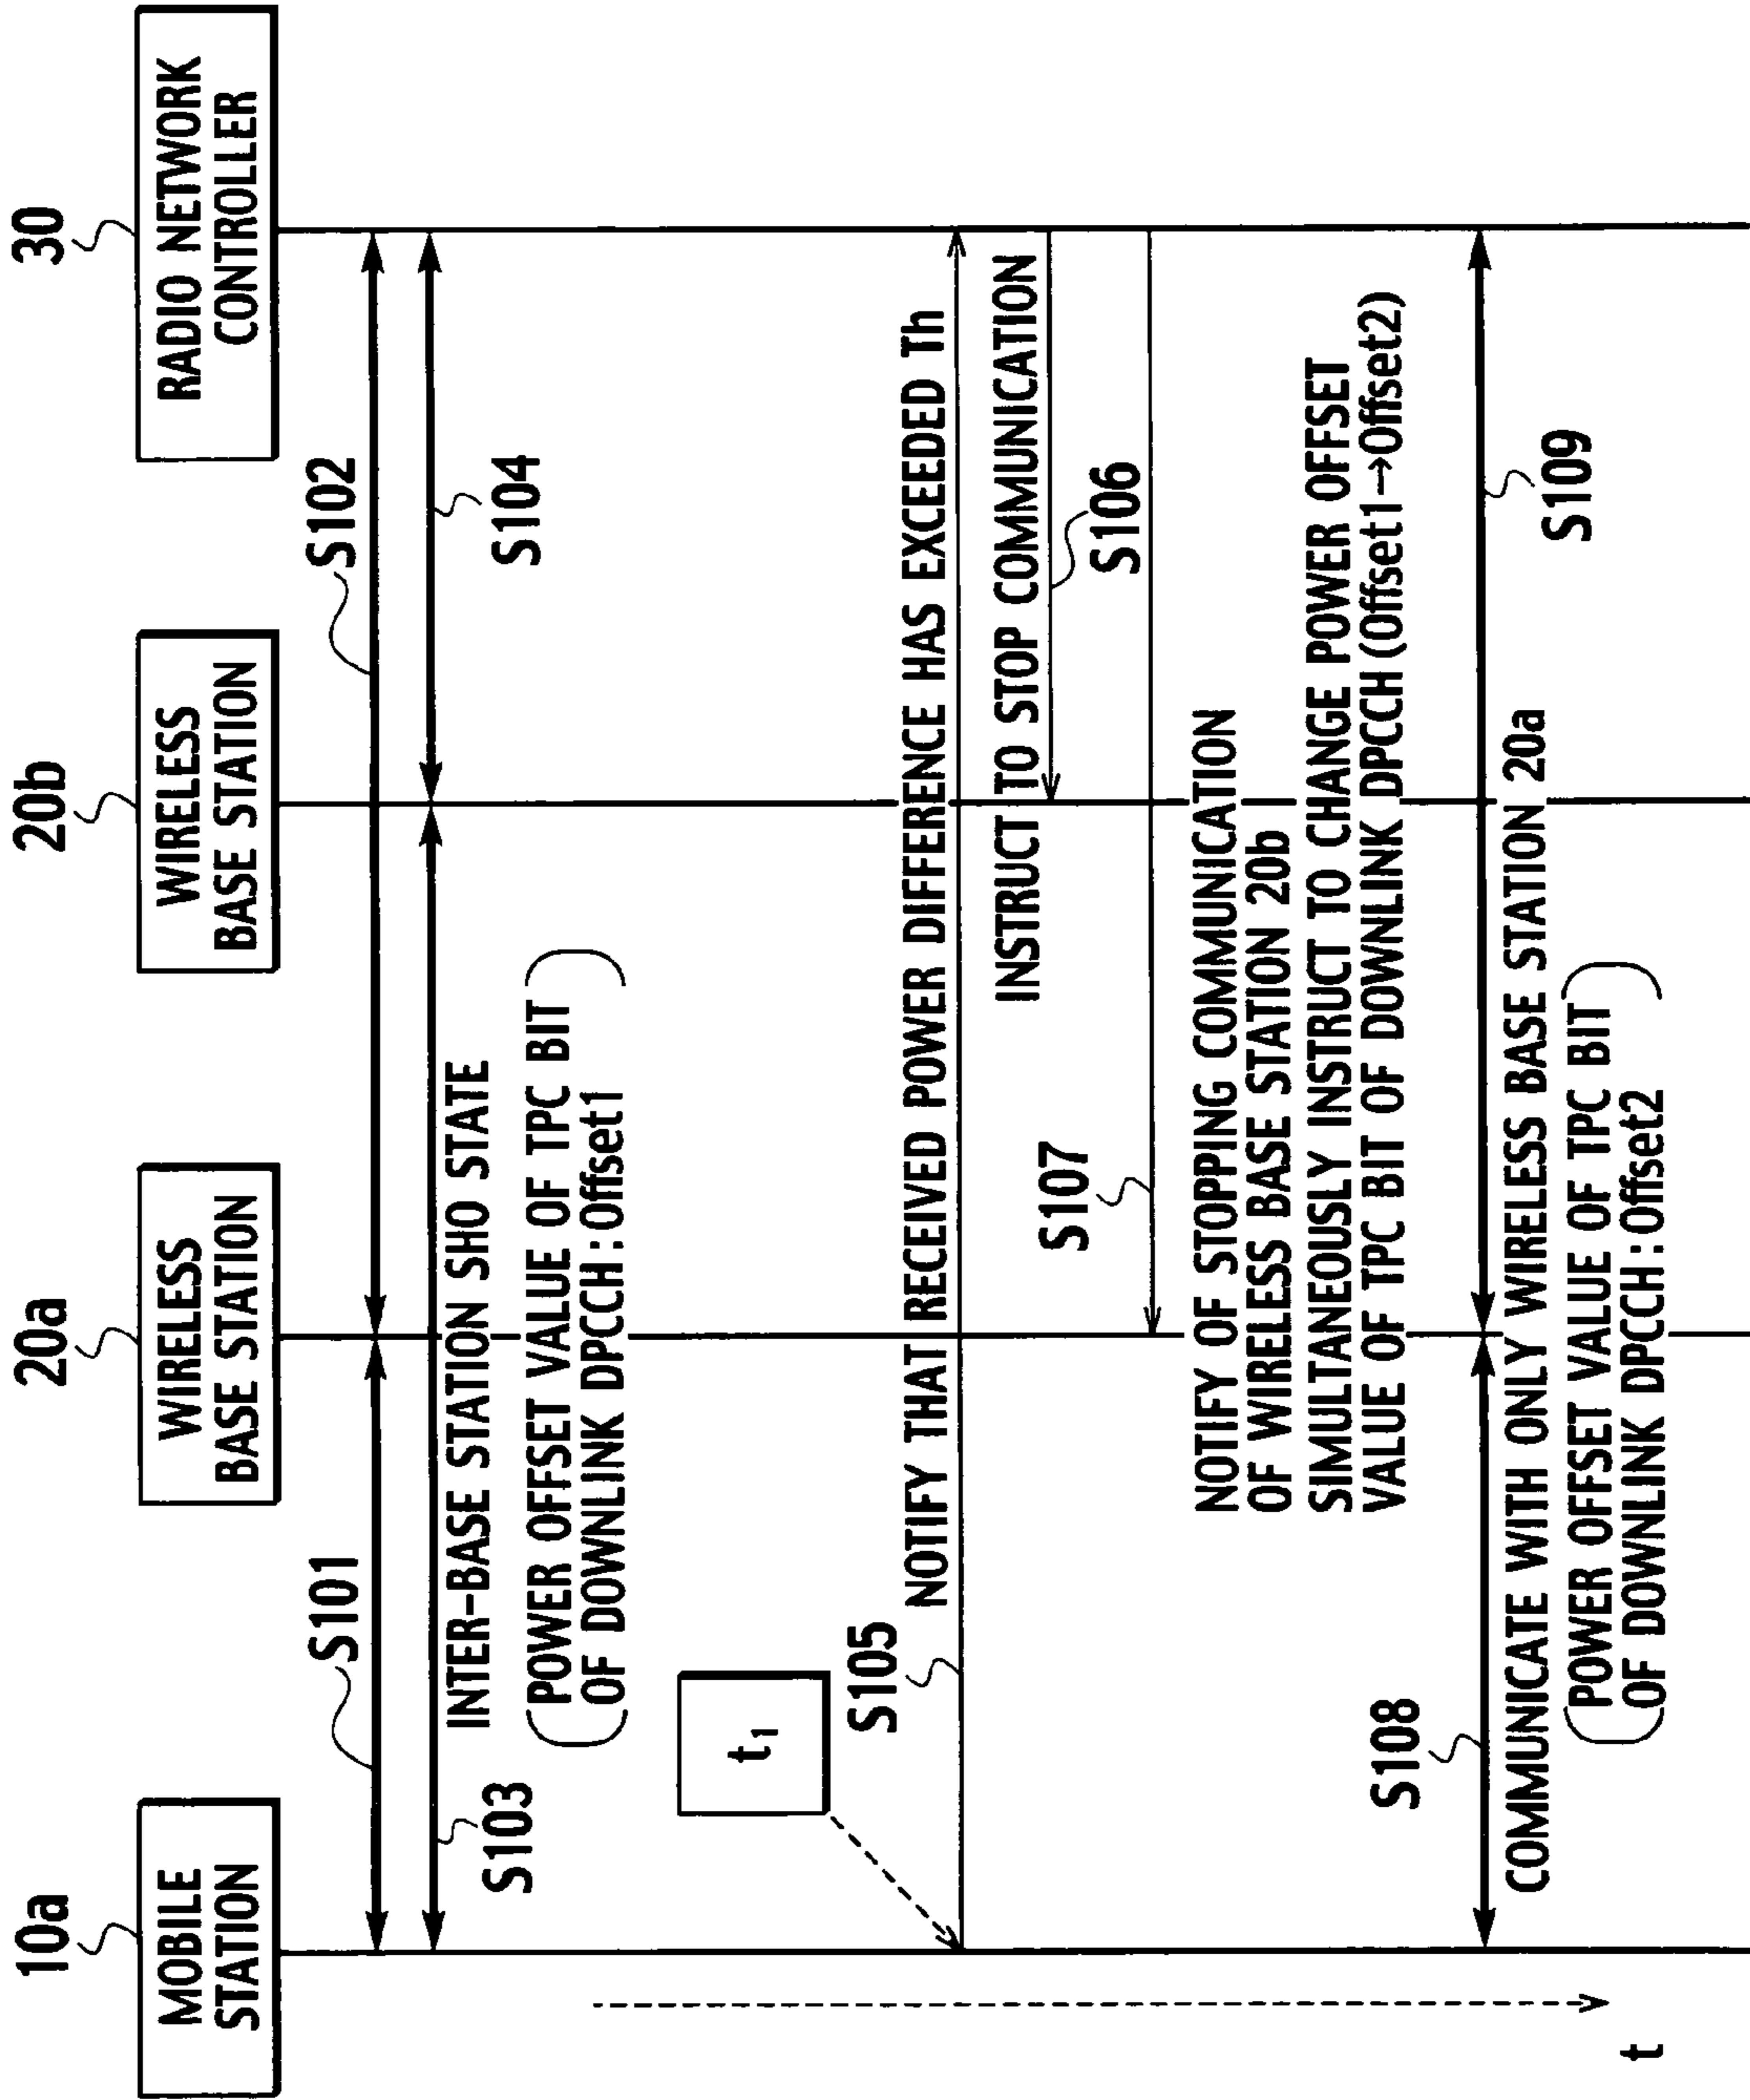 10a
20a
20b
30
MOBILE
STATION
WIRELESS
BASE STATION
WIRELESS
BASE STATION
RADIO NETWORK
CONTROLLER
S101
S102
S103
S104
INTER-BASE STATION SHO STATE
(POWER OFFSET VALUE OF TPC BIT
OF DOWNLINK DPCCH:Offset1)
t1
S105
NOTIFY THAT RECEIVED POWER DIFFERENCE HAS EXCEEDED Th
INSTRUCT TO STOP COMMUNICATION
S106
S107
NOTIFY OF STOPPING COMMUNICATION
OF WIRELESS BASE STATION 20b
SIMULTANEOUSLY INSTRUCT TO CHANGE POWER OFFSET
VALUE OF TPC BIT OF DOWNLINK DPCCH (Offset1→Offset2)
S108
S109
COMMUNICATE WITH ONLY WIRELESS BASE STATION 20a
(POWER OFFSET VALUE OF TPC BIT
OF DOWNLINK DPCCH:Offset2)
t